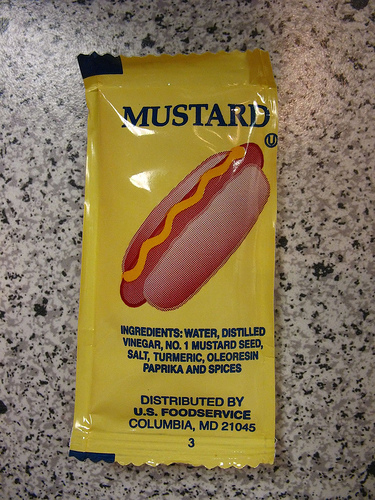 MUSTARD
U
INGREDIENTS: WATER, DISTILLED
VINEGAR, NO. 1 MUSTARD SEED,
SALT, TURMERIC, OLEORESIN
PAPRIKA AND SPICES
DISTRIBUTED BY
U.S. FOODSERVICE
COLUMBIA, MD 21045
3